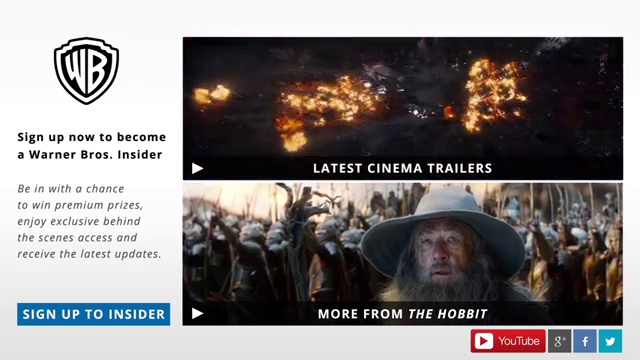 WB
Sign up now to become
a Warner Bros. Insider
Be in with a chance
to win premium prizes,
enjoy exclusive behind
the scenes access and
receive the latest updates.
SIGN UP TO INSIDER
LATEST CINEMA TRAILERS
MORE FROM THE HOBBIT
YouTube
g+
f